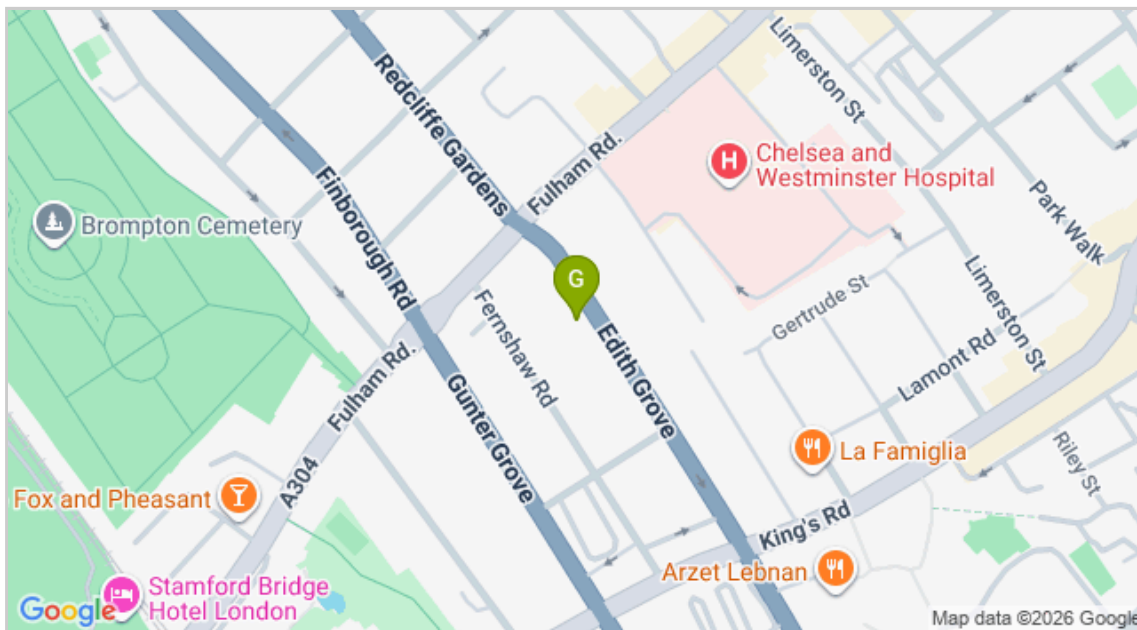 Limerston St
Redcliffe Gardens
Fulham Rd.
H
Chelsea and
Westminster Hospital
Finborough Rd
Park Walk
Brompton Cemetery
G
Gertrude St
Limerston St
Fernshaw Rd
Edith Grove
Lamont Rd
Fulham Rd.
Gunter Grove
La Famiglia
Riley St
A304
Fox and Pheasant
King's Rd
Arzet Lebnan
Stamford Bridge
Hotel London
Google
Map data ©2026 Google